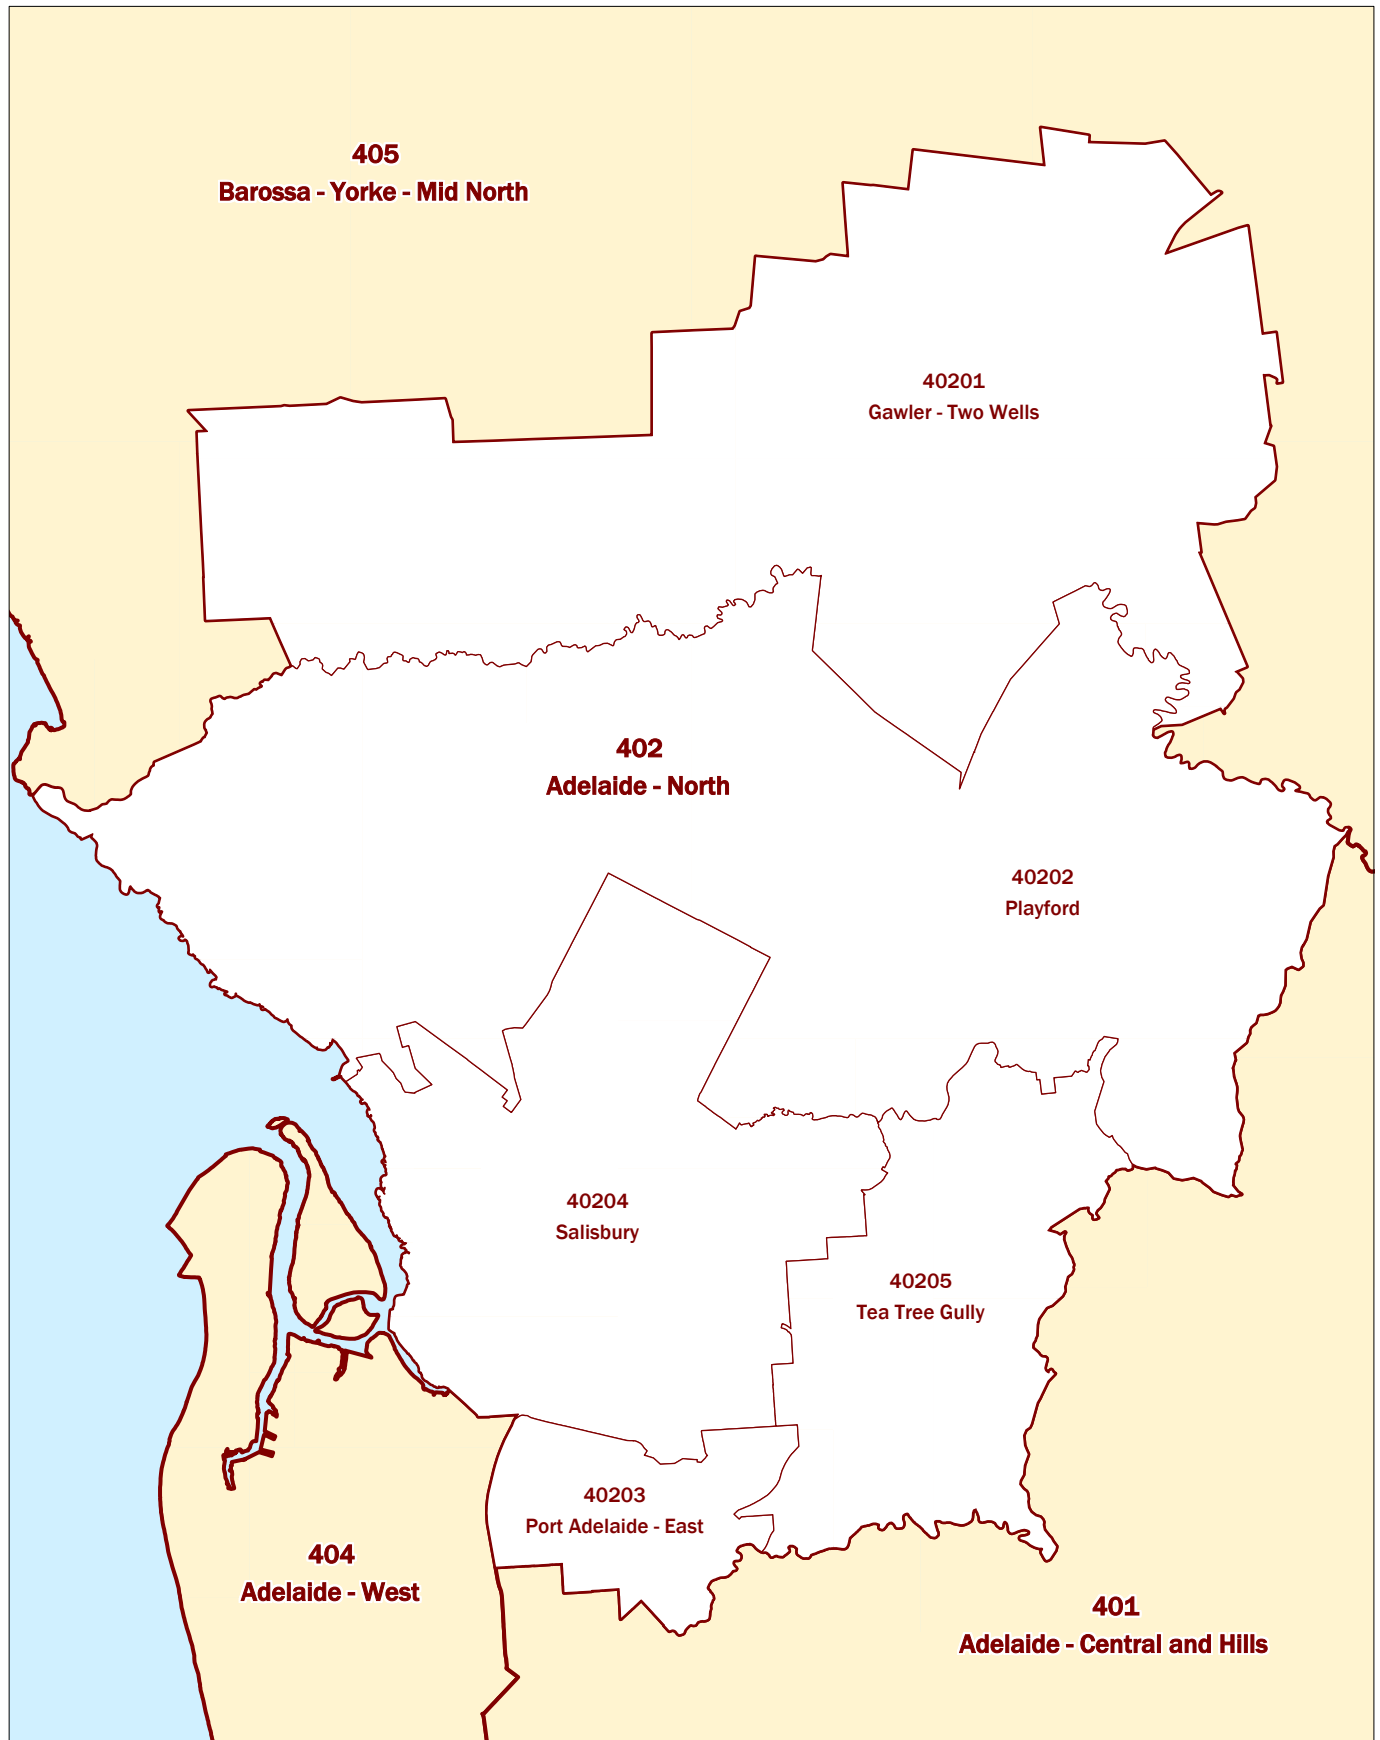 405
Barossa - Yorke - Mid North
40201
Gawler - Two Wells
402
Adelaide - North
40202
Playford
40204
Salisbury
40205
Tea Tree Gully
40203
Port Adelaide - East
404
Adelaide - West
401
Adelaide - Central and Hills